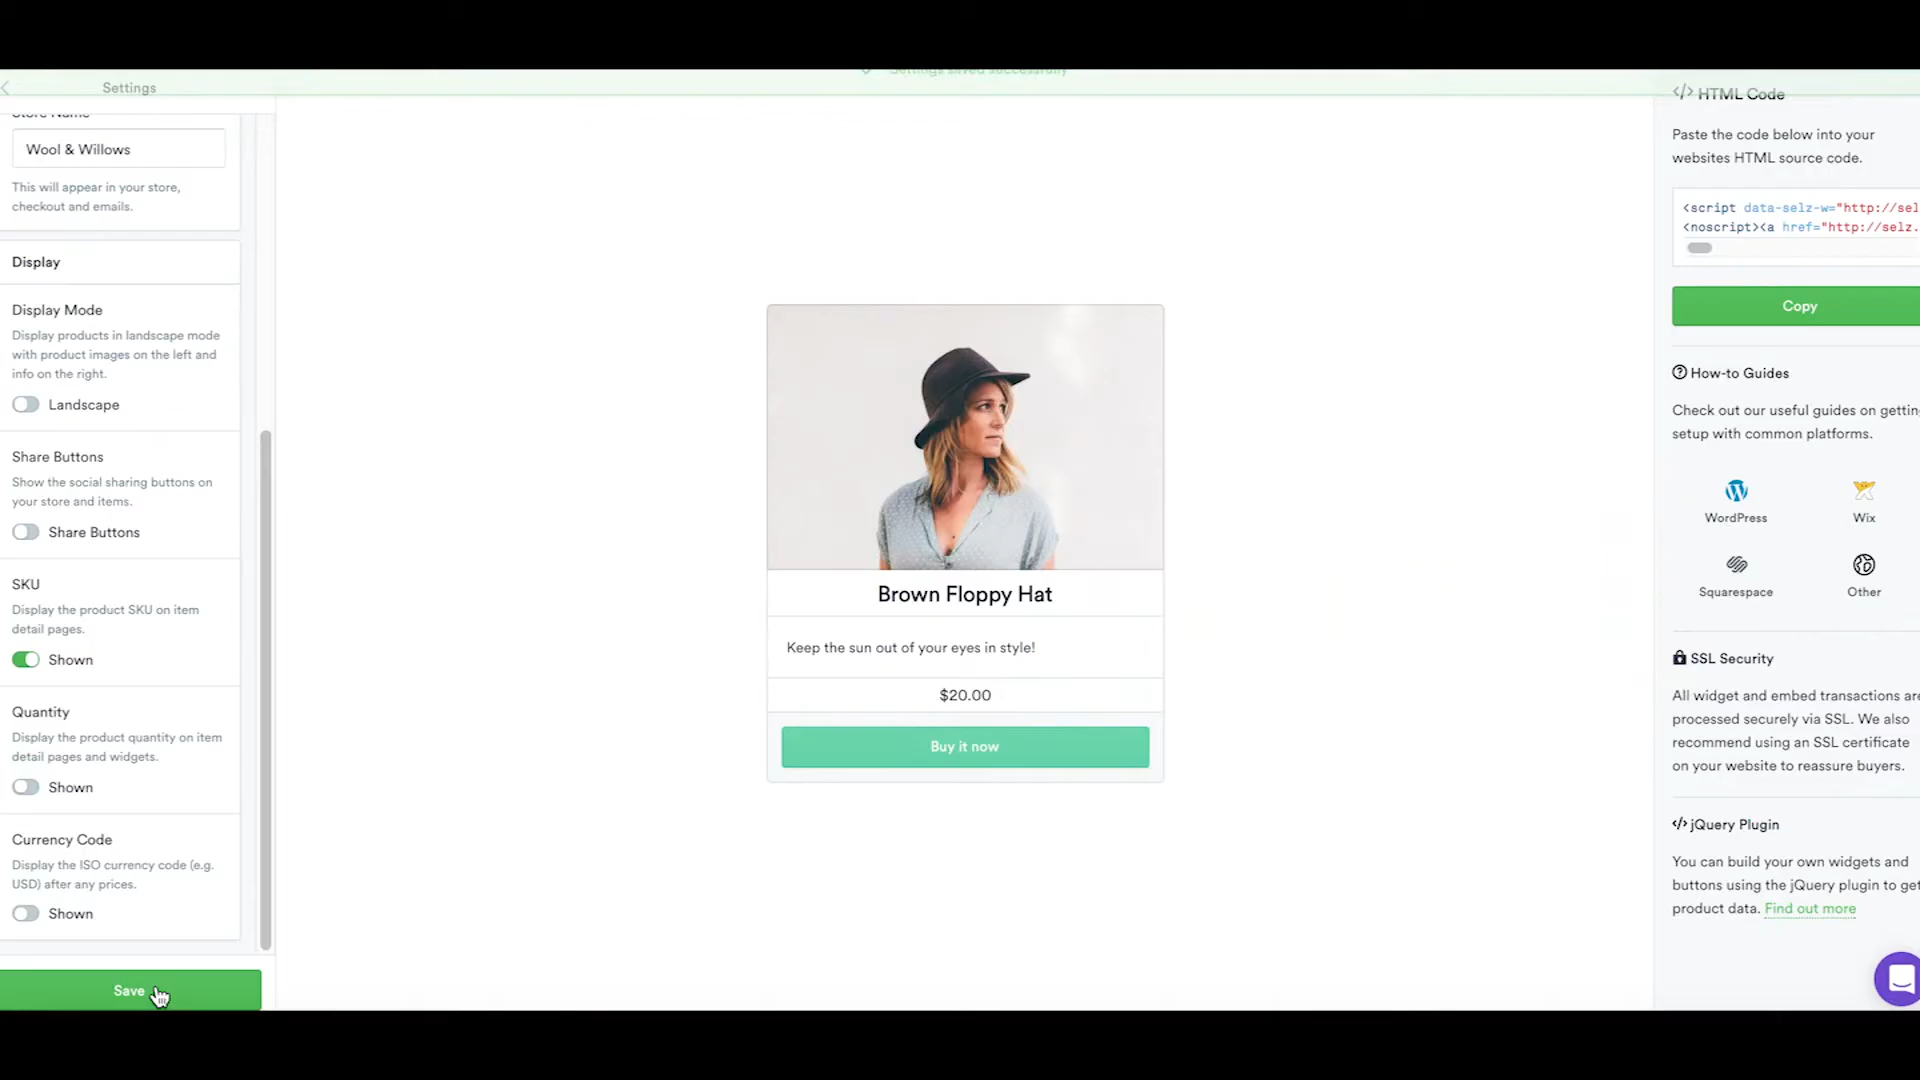 Settings saved successfully
Settings
Store Name
Wool & Willows
This will appear in your store,
checkout and emails.
Display
Display Mode
Display products in landscape mode
with product images on the left and
info on the right.
Landscape
Share Buttons
Show the social sharing buttons on
your store and items.
Share Buttons
SKU
Display the product SKU on item
detail pages.
Shown
Quantity
Display the product quantity on item
detail pages and widgets.
Shown
Currency Code
Display the ISO currency code (e.g.
USD) after any prices.
Shown
Save
Brown Floppy Hat
Keep the sun out of your eyes in style!
$20.00
Buy it now
</> HTML Code
Paste the code below into your
websites HTML source code.
<script data-selz-w="http://sel
<noscript><a href="http://selz.
Copy
How-to Guides
Check out our useful guides on getting
setup with common platforms.
WordPress
Wix
Squarespace
Other
SSL Security
All widget and embed transactions are
processed securely via SSL. We also
recommend using an SSL certificate
on your website to reassure buyers.
</> jQuery Plugin
You can build your own widgets and
buttons using the jQuery plugin to get
product data. Find out more